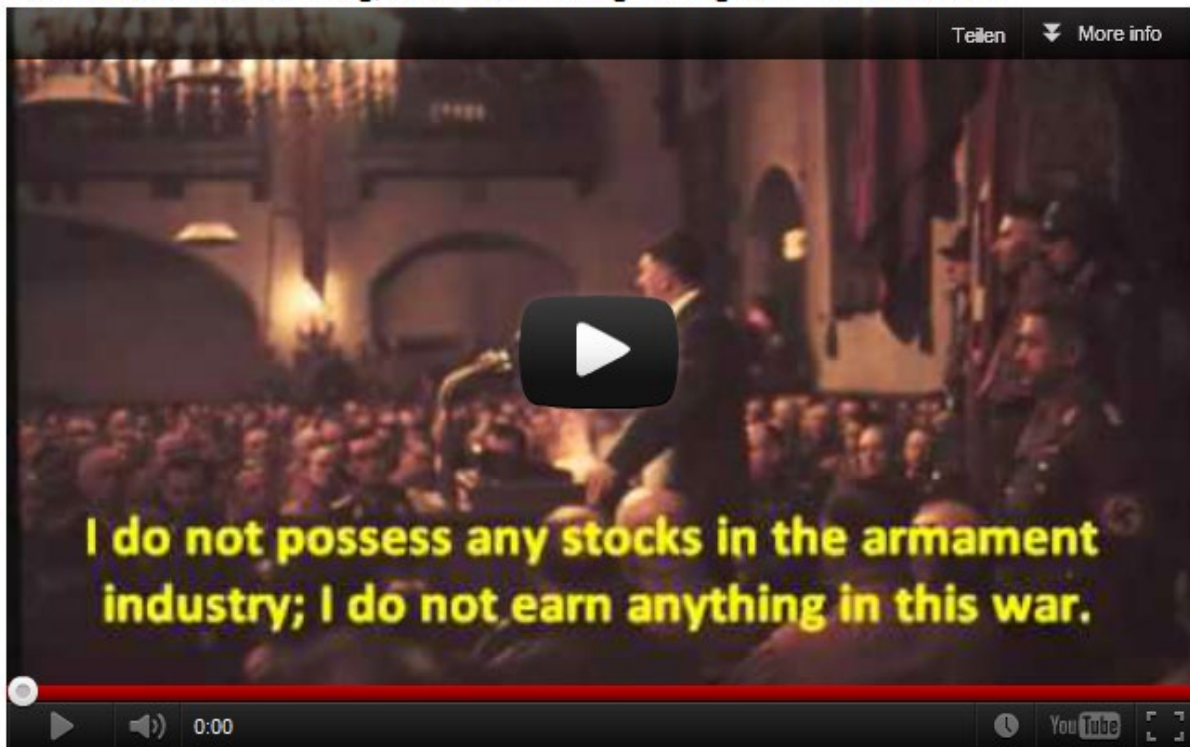 Teilen
More info
I do not possess any stocks in the armament
industry; I do not earn anything in this war.
0:00
YouTube